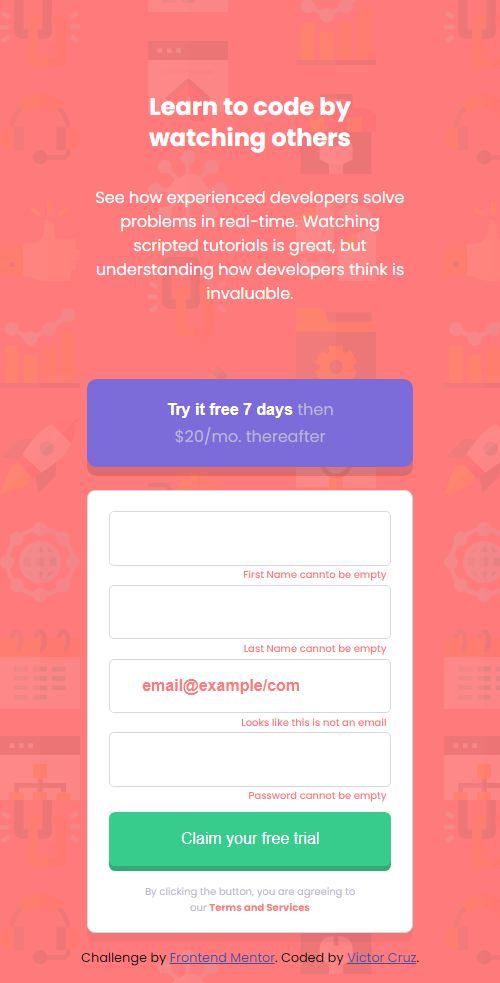 Learn to code by
watching others
See how experienced developers solve
problems in real-time. Watching
scripted tutorials is great, but
understanding how developers think is
invaluable.
Try it free 7 days then
$20/mo. thereafter
First Name cannto be empty
Last Name cannot be empty
email@example/com
Looks like this is not an email
Password cannot be empty
Claim your free trial
By clicking the button, you are agreeing to
our Terms and Services
Challenge by Frontend Mentor. Coded by Victor Cruz.